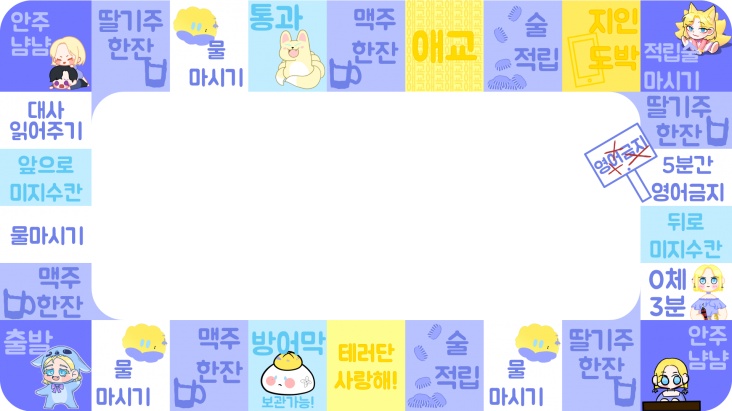 안주
냠냠
딸기주
한잔
물
마시기
통과
맥주
한잔
애교
술
적립
지인
도박
적립술
마시기
대사
읽어주기
딸기주
한잔
영어금지
5분간
영어금지
앞으로
미지수칸
뒤로
미지수칸
물마시기
맥주
한잔
0체
3분
출발
물
마시기
맥주
한잔
방어막
보관가능!
테러단
사랑해!
술
적립
물
마시기
딸기주
한잔
안주
냠냠